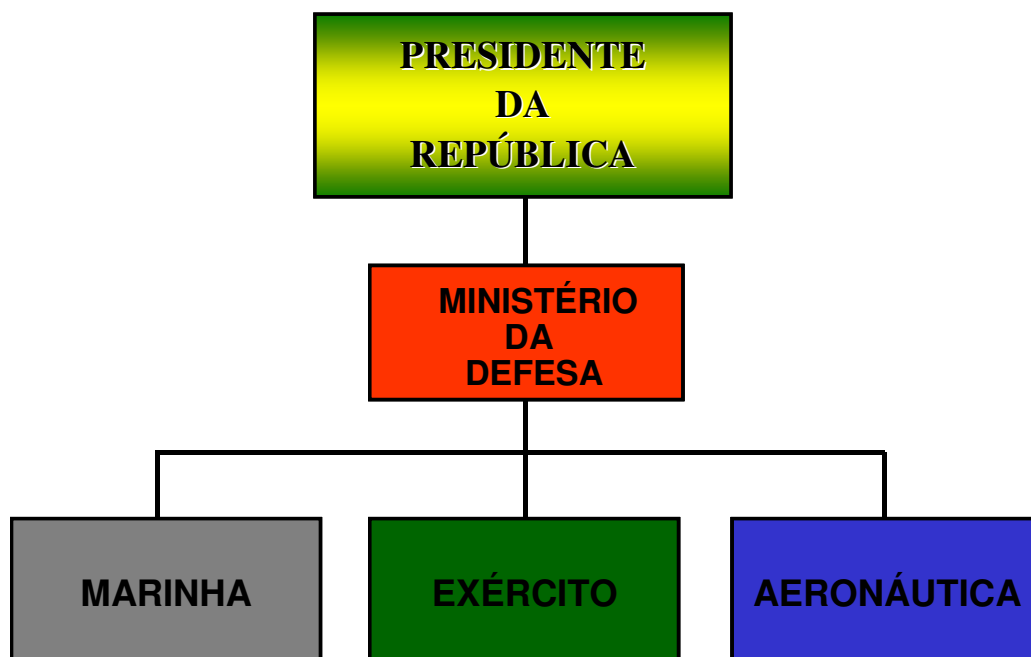 PRESIDENTE
DA
REPÚBLICA
MINISTÉRIO
DA
DEFESA
MARINHA
EXÉRCITO
AERONÁUTICA